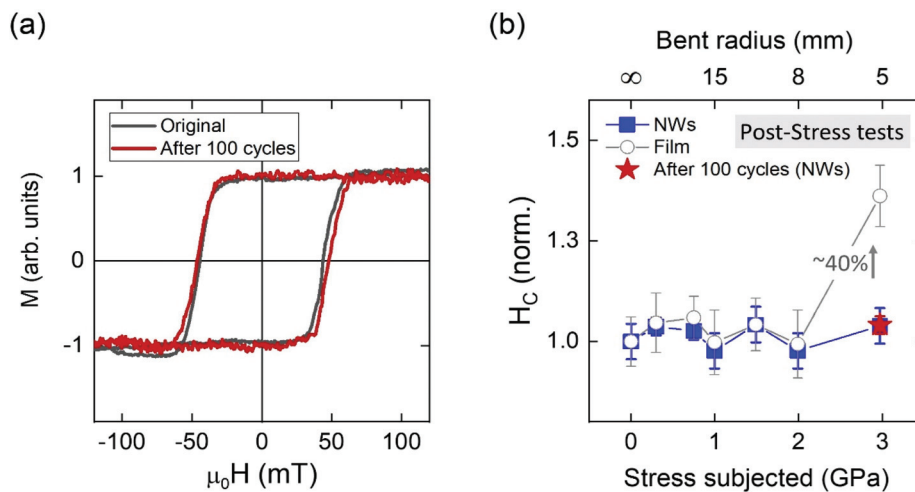 (a)
Original
After 100 cycles
M (arb. units)
1
0
-1
-100
-50
0
50
100
μ₀H (mT)
(b)
Bent radius (mm)
∞
15
8
5
NWs
Film
After 100 cycles (NWs)
Post-Stress tests
H_C (norm.)
1.5
1.3
1.0
~40%
0
1
2
3
Stress subjected (GPa)